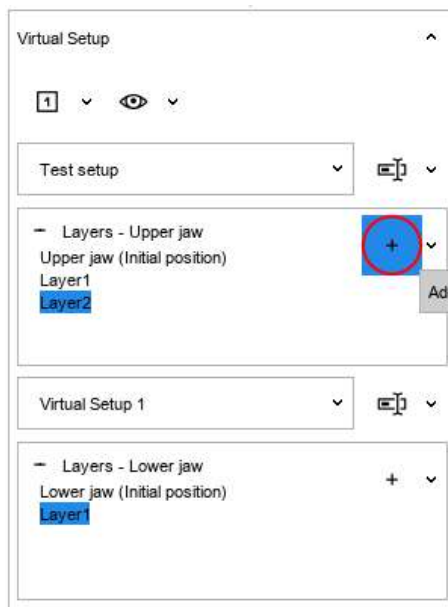 Virtual Setup
1
Test setup
Layers - Upper jaw
Upper jaw (Initial position)
+
Layer1
Layer2
Virtual Setup 1
Layers - Lower jaw
+
Lower jaw (Initial position)
Layer1